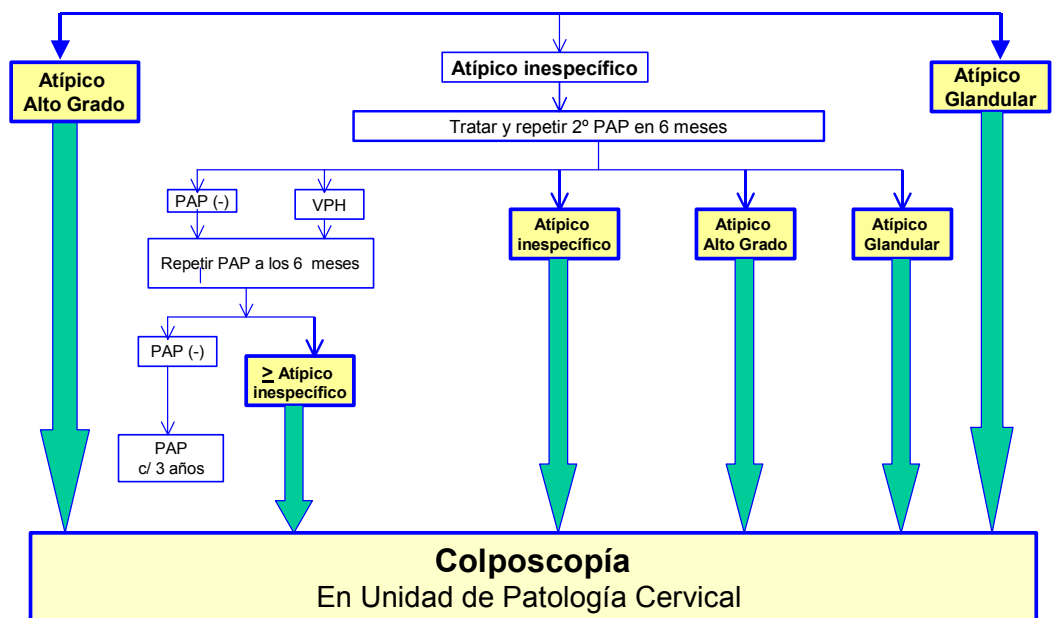 Atípico
Alto Grado
Atípico inespecífico
Atípico
Glandular
Tratar y repetir 2º PAP en 6 meses
PAP (-)
VPH
Atípico
inespecífico
Atipico
Alto Grado
Atípico
Glandular
Repetir PAP a los 6 meses
PAP (-)
≥ Atípico
inespecífico
PAP
c/ 3 años
Colposcopía
En Unidad de Patología Cervical